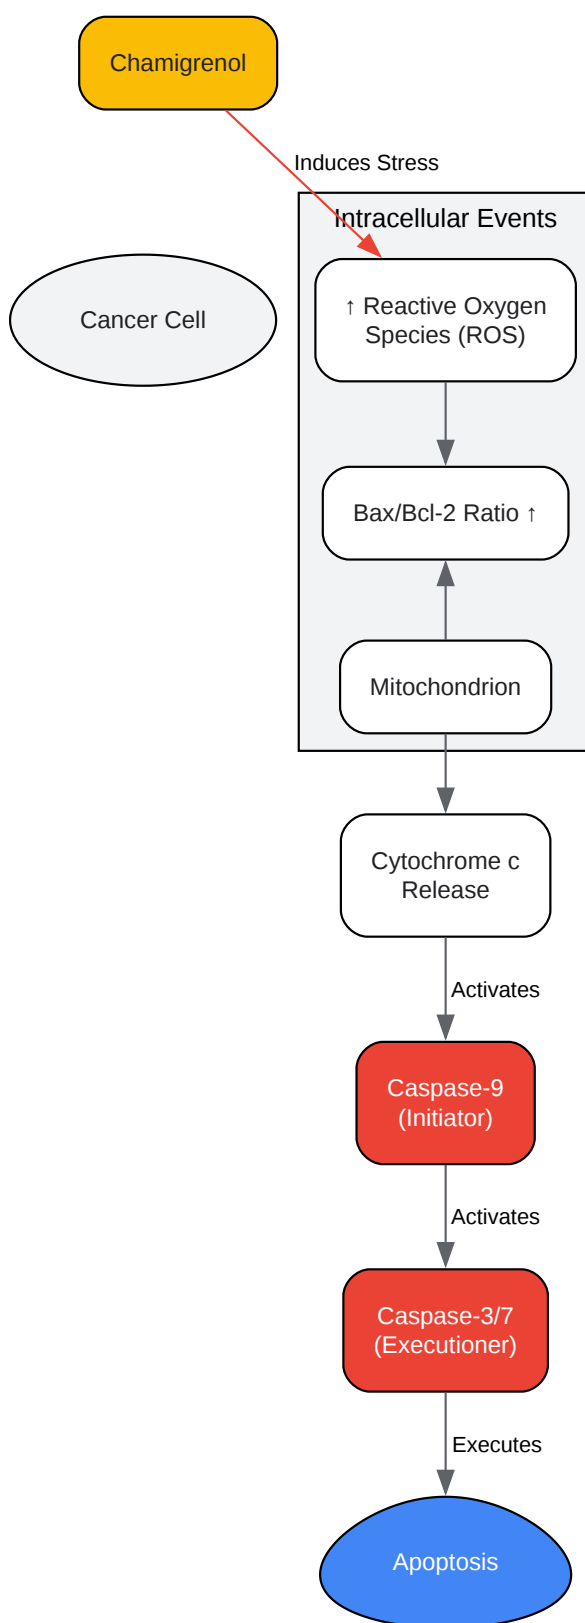 Chamigrenol
Induces Stress
Intracellular Events
↑ Reactive Oxygen
Species (ROS)
Cancer Cell
Bax/Bcl-2 Ratio ↑
Mitochondrion
Cytochrome c
Release
Activates
Caspase-9
(Initiator)
Activates
Caspase-3/7
(Executioner)
Executes
Apoptosis